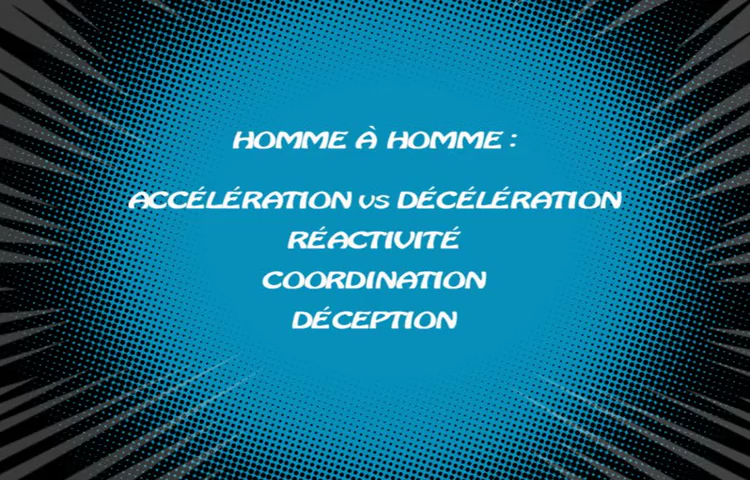 HOMME À HOMME :
ACCÉLÉRATION vs DÉCÉLÉRATION
RÉACTIVITÉ
COORDINATION
DÉCEPTION